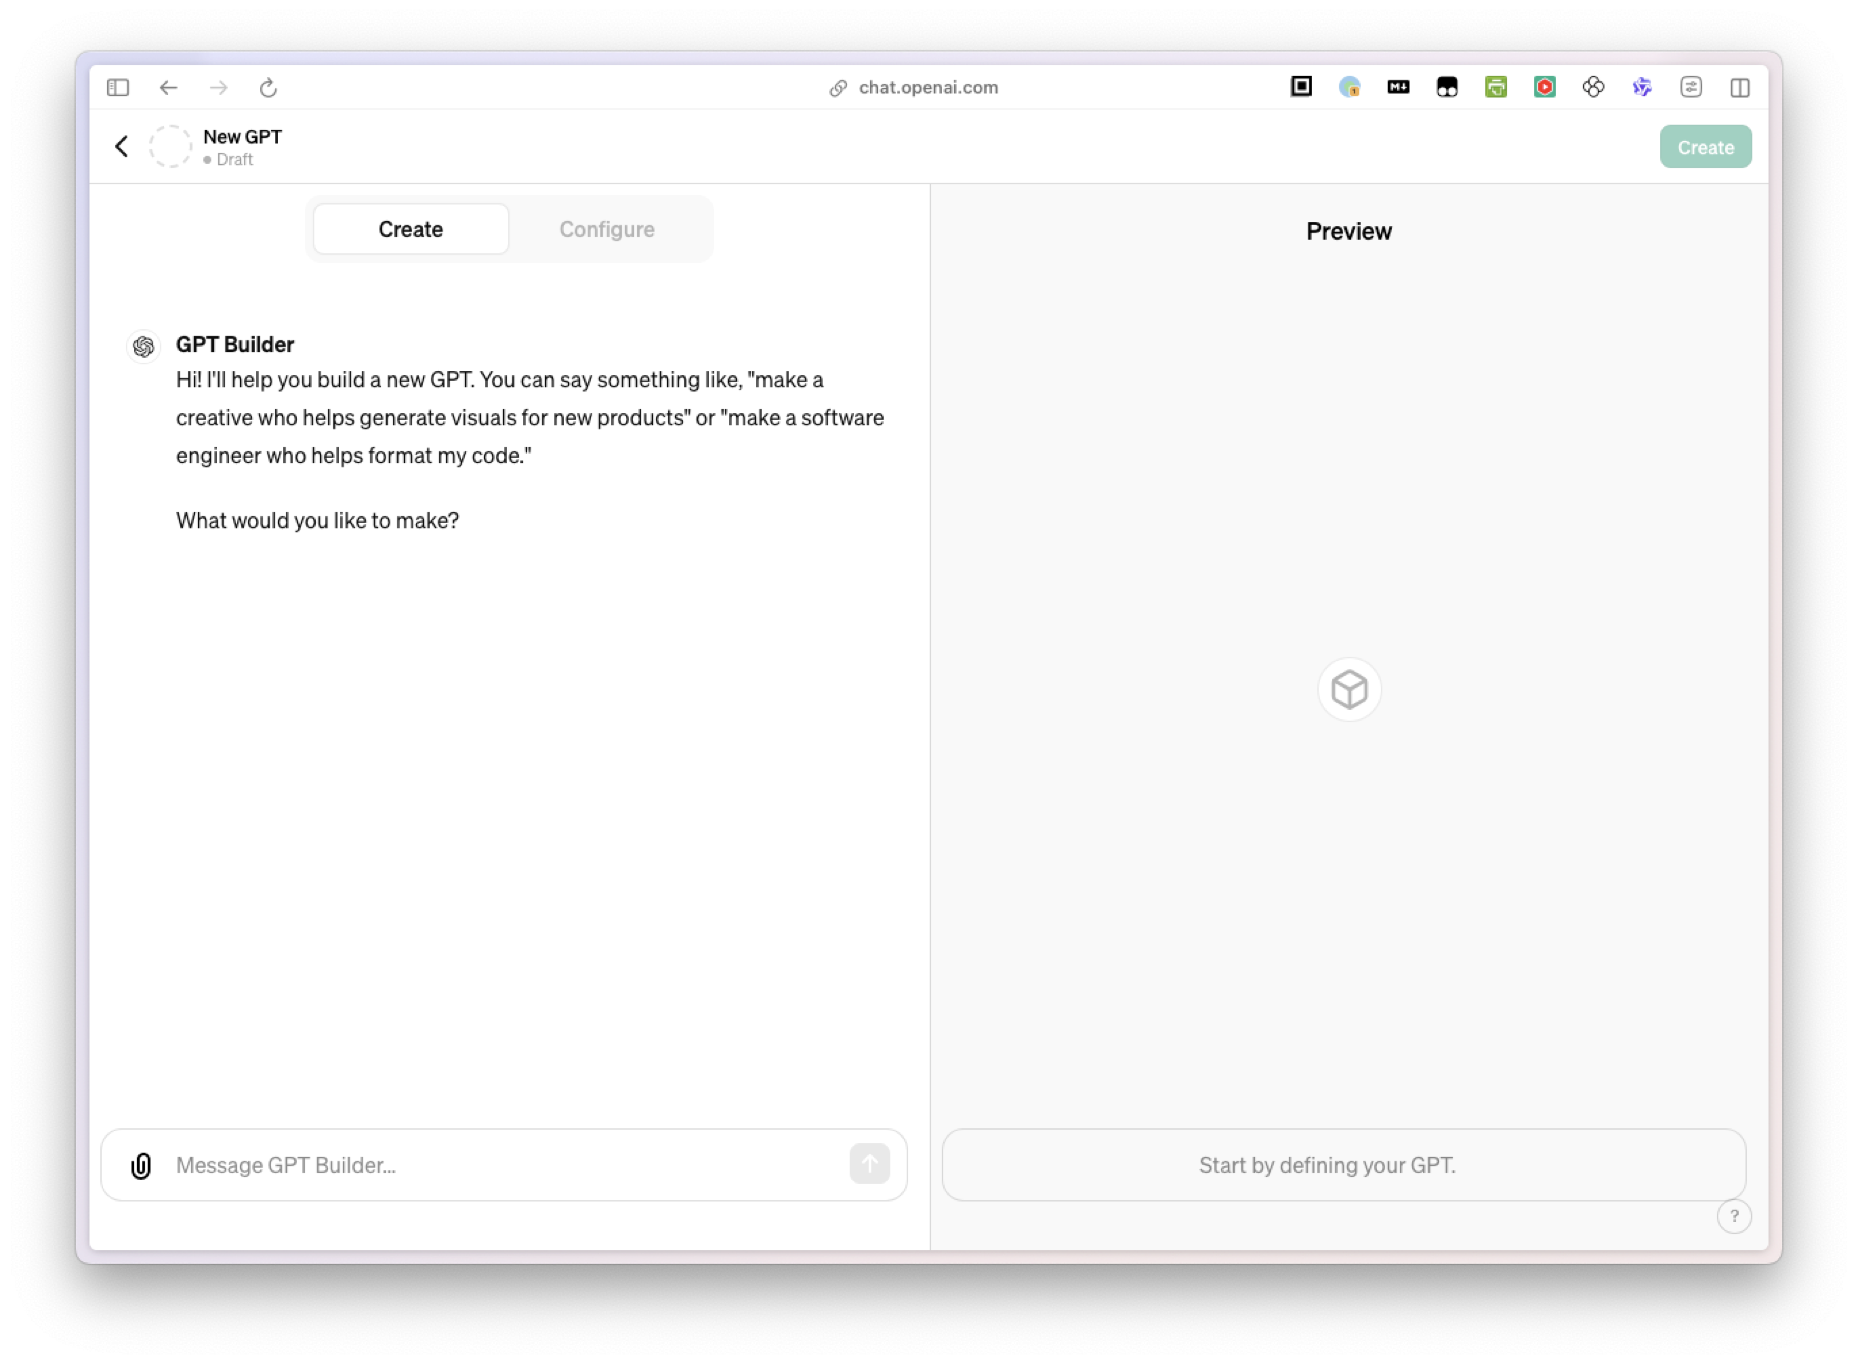 chat.openai.com
M↓
New GPT
Draft
Create
Create
Configure
Preview
GPT Builder
Hi! I'll help you build a new GPT. You can say something like, "make a
creative who helps generate visuals for new products" or "make a software
engineer who helps format my code."
What would you like to make?
Message GPT Builder…
Start by defining your GPT.
?